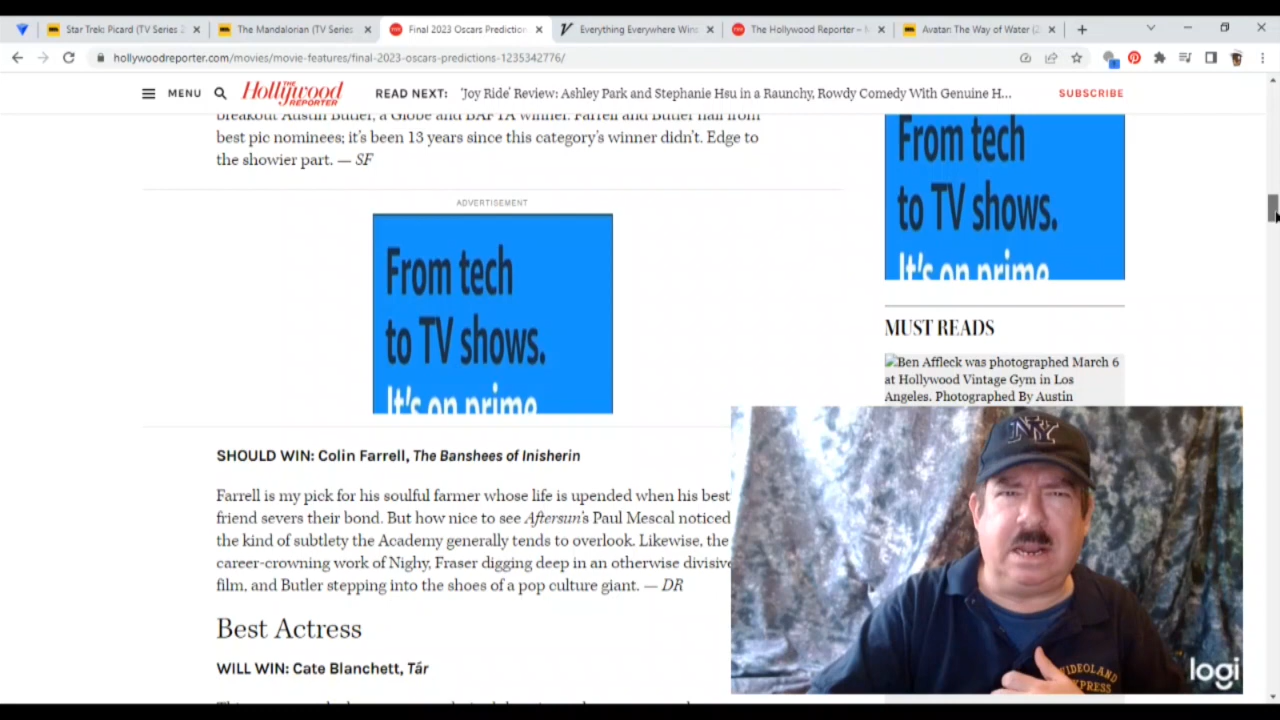 Star Trek: Picard (TV Series 2
The Mandalorian (TV Series
Final 2023 Oscars Prediction
Everything Everywhere Wins
The Hollywood Reporter –
Avatar: The Way of Water (2
hollywoodreporter.com/movies/movie-features/final-2023-oscars-predictions-1235342776/
MENU
THE Hollywood REPORTER
READ NEXT: 'Joy Ride' Review: Ashley Park and Stephanie Hsu in a Raunchy, Rowdy Comedy With Genuine H...
SUBSCRIBE
breakout Austin Butler, a Globe and BAFTA winner. Farrell and Butler hail from
best pic nominees; it's been 13 years since this category's winner didn't. Edge to
the showier part. — SF
ADVERTISEMENT
From tech
to TV shows.
It's on prime
From tech
to TV shows.
It's on prime
MUST READS
Ben Affleck was photographed March 6
at Hollywood Vintage Gym in Los
Angeles. Photographed By Austin
SHOULD WIN: Colin Farrell, The Banshees of Inisherin
Farrell is my pick for his soulful farmer whose life is upended when his best
friend severs their bond. But how nice to see Aftersun's Paul Mescal noticed
the kind of subtlety the Academy generally tends to overlook. Likewise, the
career-crowning work of Nighy, Fraser digging deep in an otherwise divisive
film, and Butler stepping into the shoes of a pop culture giant. — DR
Best Actress
WILL WIN: Cate Blanchett, Tár
NY
VIDEOLAND
EXPRESS
logi